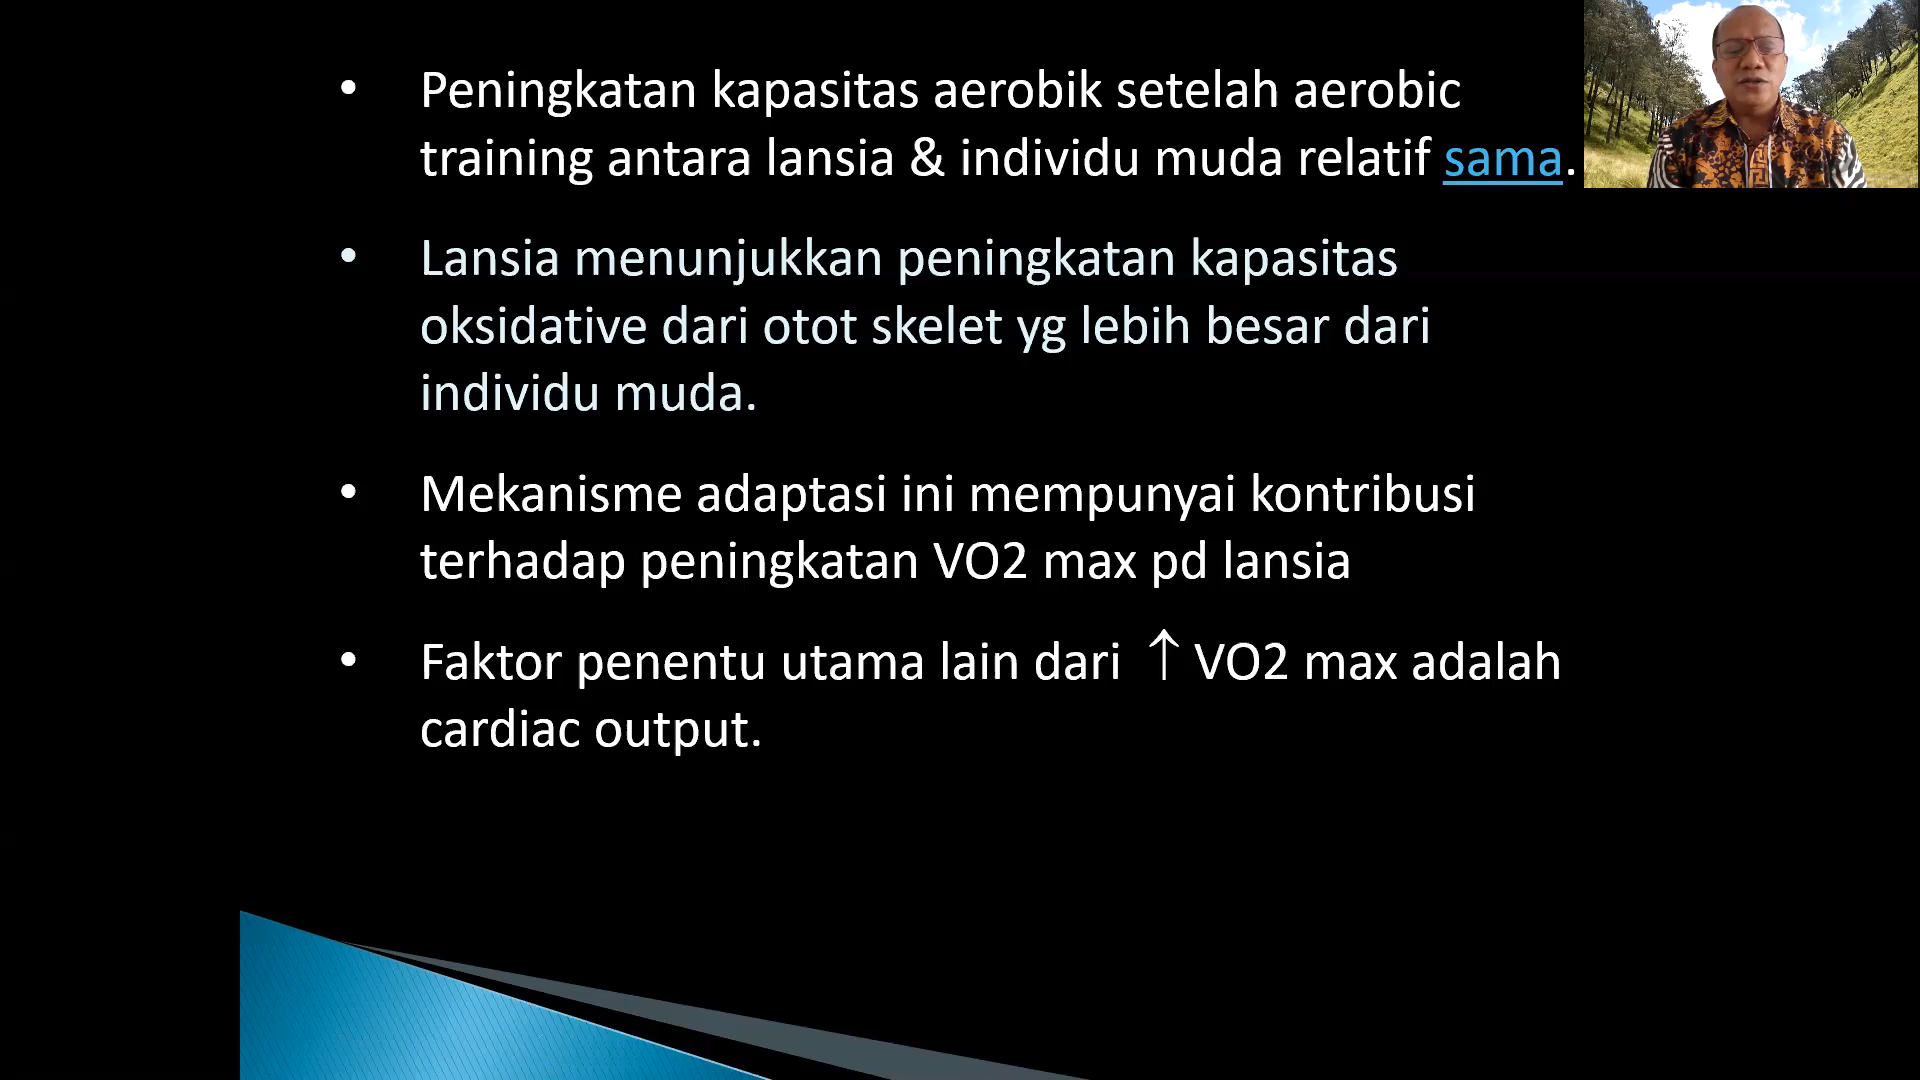 • Peningkatan kapasitas aerobik setelah aerobic
training antara lansia & individu muda relatif sama.
• Lansia menunjukkan peningkatan kapasitas
oksidative dari otot skelet yg lebih besar dari
individu muda.
• Mekanisme adaptasi ini mempunyai kontribusi
terhadap peningkatan VO2 max pd lansia
• Faktor penentu utama lain dari ↑ VO2 max adalah
cardiac output.